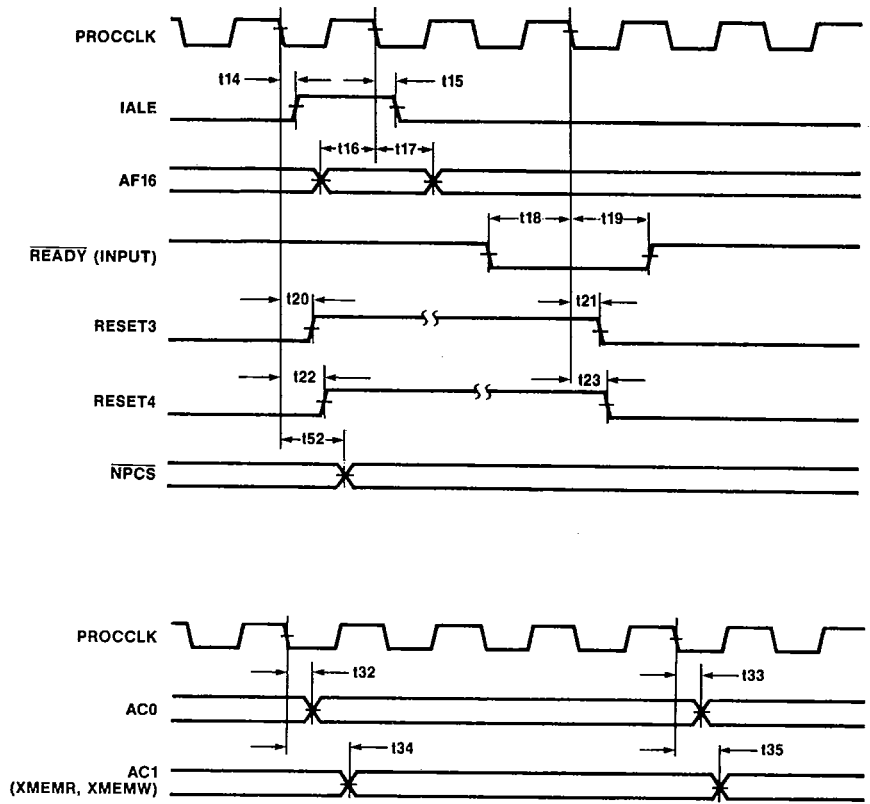 PROCCLK
t14 t15
IALE
t16 t17
AF16
t18 t19
READY (INPUT)
t20 t21
RESET3
t22 t23
RESET4
t52
NPCS
PROCCLK
t32 t33
AC0
t34 t35
AC1
(XMEMR, XMEMW)